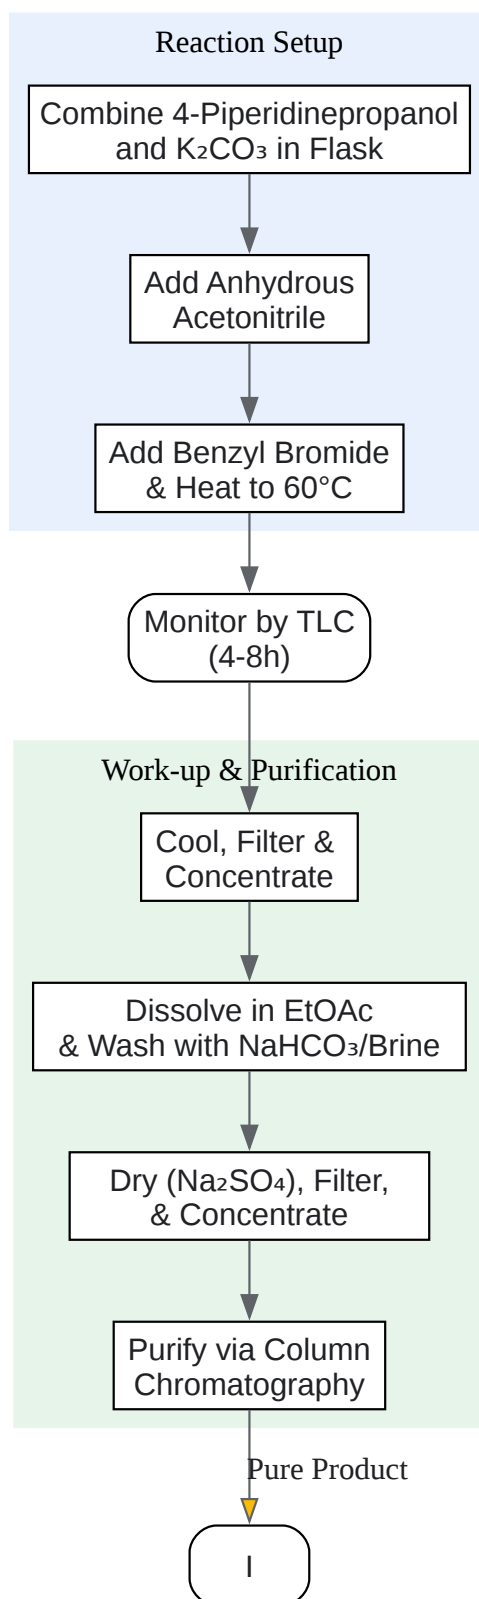 Reaction Setup
Combine 4-Piperidinepropanol
and K₂CO₃ in Flask
Add Anhydrous
Acetonitrile
Add Benzyl Bromide
& Heat to 60°C
Monitor by TLC
(4-8h)
Work-up & Purification
Cool, Filter &
Concentrate
Dissolve in EtOAc
& Wash with NaHCO₃/Brine
Dry (Na₂SO₄), Filter,
& Concentrate
Purify via Column
Chromatography
Pure Product
I